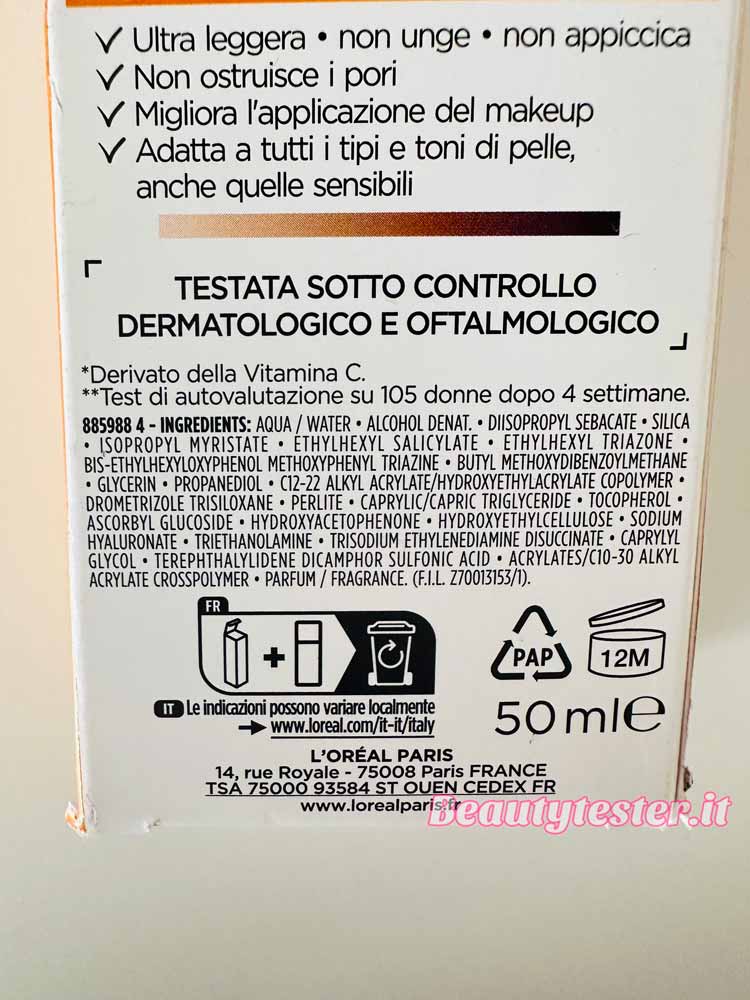 ✓ Ultra leggera • non unge • non appiccica
✓ Non ostruisce i pori
✓ Migliora l'applicazione del makeup
✓ Adatta a tutti i tipi e toni di pelle,
anche quelle sensibili
TESTATA SOTTO CONTROLLO
DERMATOLOGICO E OFTALMOLOGICO
*Derivato della Vitamina C.
**Test di autovalutazione su 105 donne dopo 4 settimane.
885988 4 - INGREDIENTS: AQUA / WATER • ALCOHOL DENAT. • DIISOPROPYL SEBACATE • SILICA
• ISOPROPYL MYRISTATE • ETHYLHEXYL SALICYLATE • ETHYLHEXYL TRIAZONE •
BIS-ETHYLHEXYLOXYPHENOL METHOXYPHENYL TRIAZINE • BUTYL METHOXYDIBENZOYLMETHANE
• GLYCERIN • PROPANEDIOL • C12-22 ALKYL ACRYLATE/HYDROXYETHYLACRYLATE COPOLYMER •
DROMETRIZOLE TRISILOXANE • PERLITE • CAPRYLIC/CAPRIC TRIGLYCERIDE • TOCOPHEROL •
ASCORBYL GLUCOSIDE • HYDROXYACETOPHENONE • HYDROXYETHYLCELLULOSE • SODIUM
HYALURONATE • TRIETHANOLAMINE • TRISODIUM ETHYLENEDIAMINE DISUCCINATE • CAPRYLYL
GLYCOL • TEREPHTHALYLIDENE DICAMPHOR SULFONIC ACID • ACRYLATES/C10-30 ALKYL
ACRYLATE CROSSPOLYMER • PARFUM / FRAGRANCE. (F.I.L. Z70013153/1).
FR
+
PAP
12M
IT Le indicazioni possono variare localmente
→ www.loreal.com/it-it/italy
50 ml e
L'ORÉAL PARIS
14, rue Royale - 75008 Paris FRANCE
TSA 75000 93584 ST OUEN CEDEX FR
www.lorealparis.fr
Beautytester.it